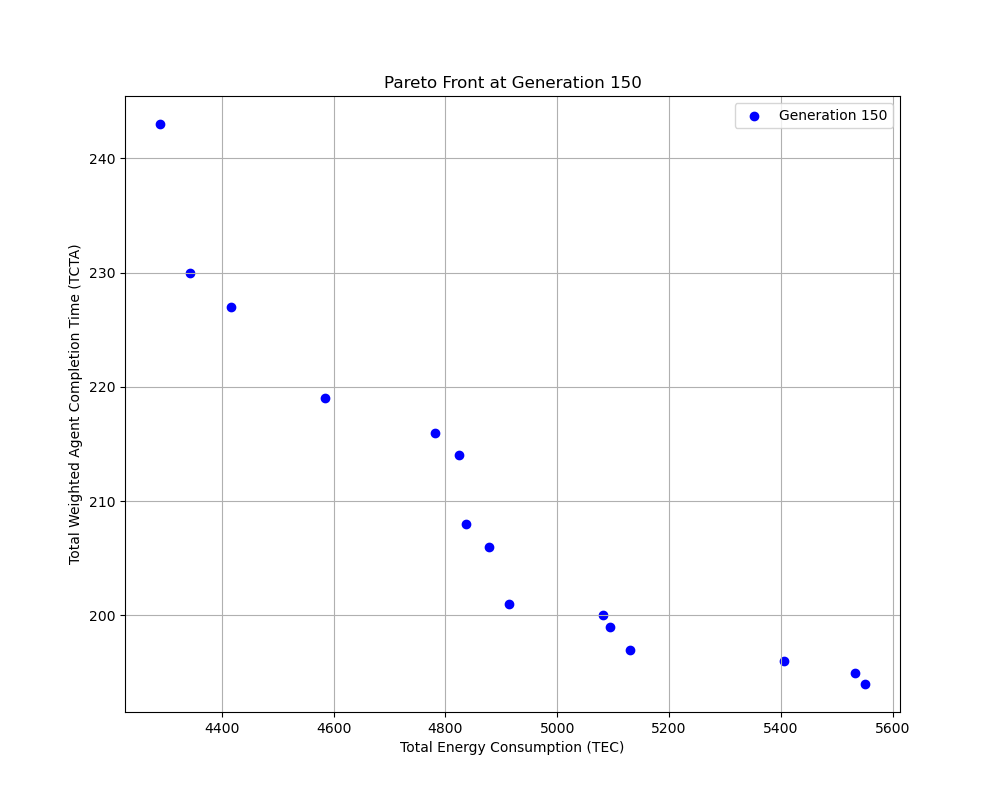 Pareto Front at Generation 150
Generation 150
Total Weighted Agent Completion Time (TCTA)
240
230
220
210
200
4400 4600 4800 5000 5200 5400 5600
Total Energy Consumption (TEC)